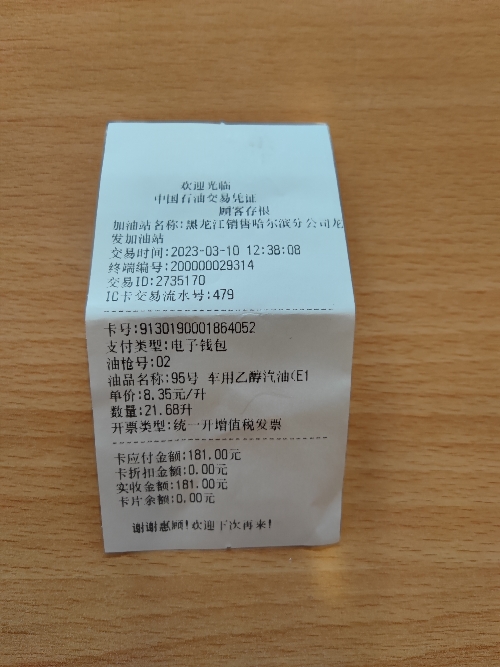 欢迎光临
中国石油交易凭证
顾客存根
加油站名称:黑龙江销售哈尔滨分公司龙
发加油站
交易时间:2023-03-10 12:38:08
终端编号:200000029314
交易ID:2735170
IC卡交易流水号:479
卡号:9130190001864052
支付类型:电子钱包
油枪号:02
油品名称:95号 车用乙醇汽油(E1
单价:8.35元/升
数量:21.68升
开票类型:统一开增值税发票
卡应付金额:181.00元
卡折扣金额:0.00元
实收金额:181.00元
卡片余额:0.00元
谢谢惠顾!欢迎下次再来!